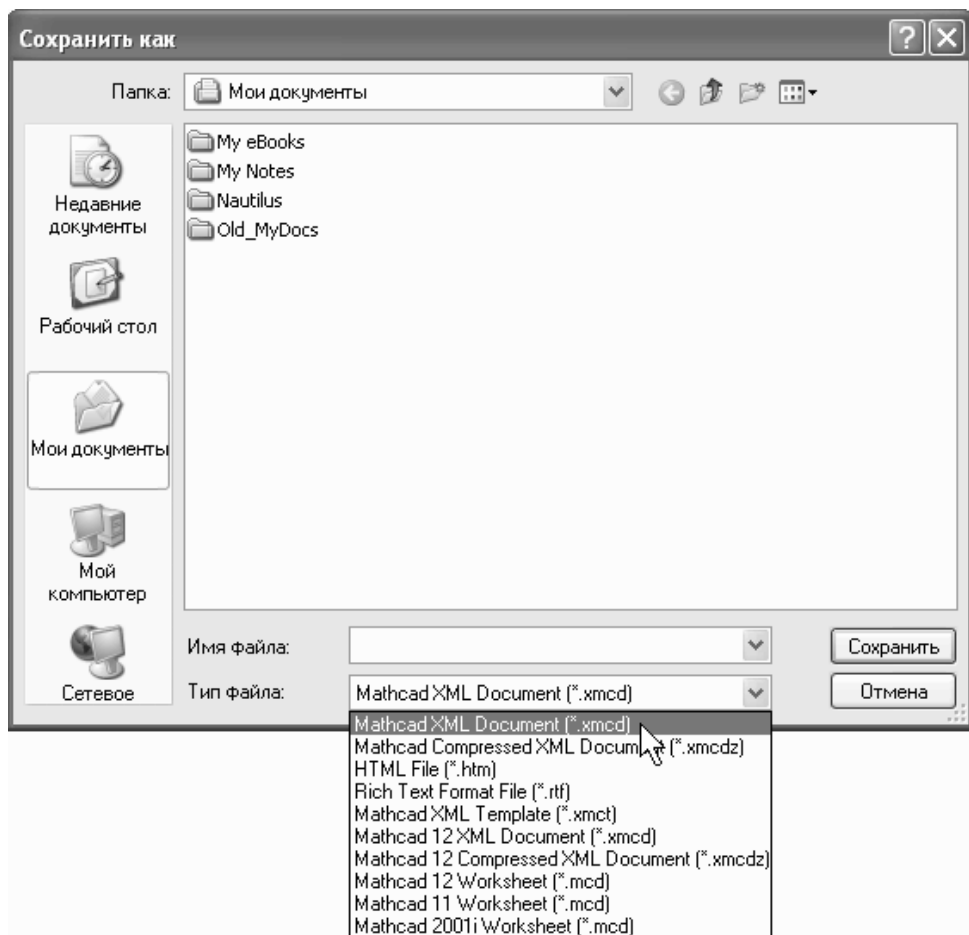 Сохранить как
Папка: Мои документы
My eBooks
My Notes
Nautilus
Old_MyDocs
Недавние
документы
Рабочий стол
Мои документы
Мой
компьютер
Сетевое
Имя файла:
Сохранить
Тип файла: Mathcad XML Document (*.xmcd)
Отмена
Mathcad XML Document (*.xmcd)
Mathcad Compressed XML Document (*.xmcdz)
HTML File (*.htm)
Rich Text Format File (*.rtf)
Mathcad XML Template (*.xmct)
Mathcad 12 XML Document (*.xmcd)
Mathcad 12 Compressed XML Document (*.xmcdz)
Mathcad 12 Worksheet (*.mcd)
Mathcad 11 Worksheet (*.mcd)
Mathcad 2001i Worksheet (*.mcd)